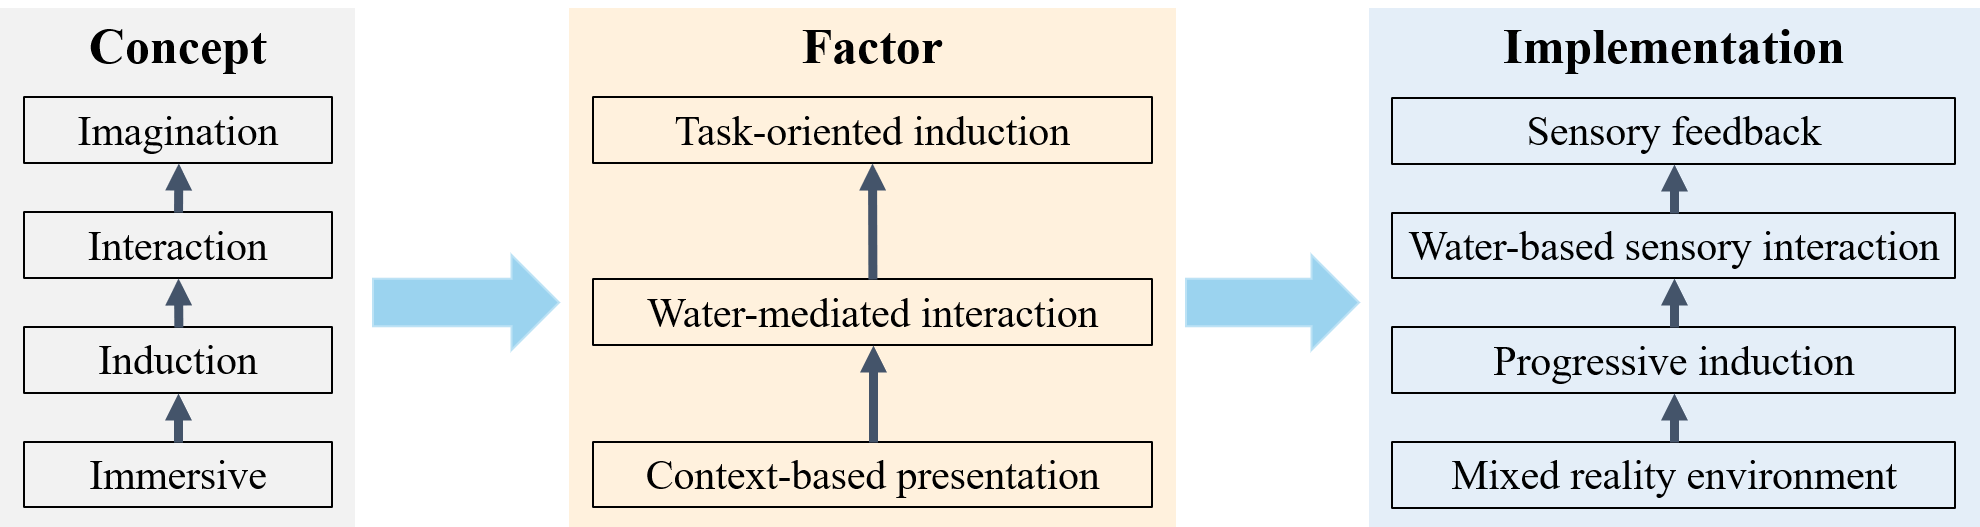 Concept
Imagination
Interaction
Induction
Immersive
Factor
Task-oriented induction
Water-mediated interaction
Context-based presentation
Implementation
Sensory feedback
Water-based sensory interaction
Progressive induction
Mixed reality environment